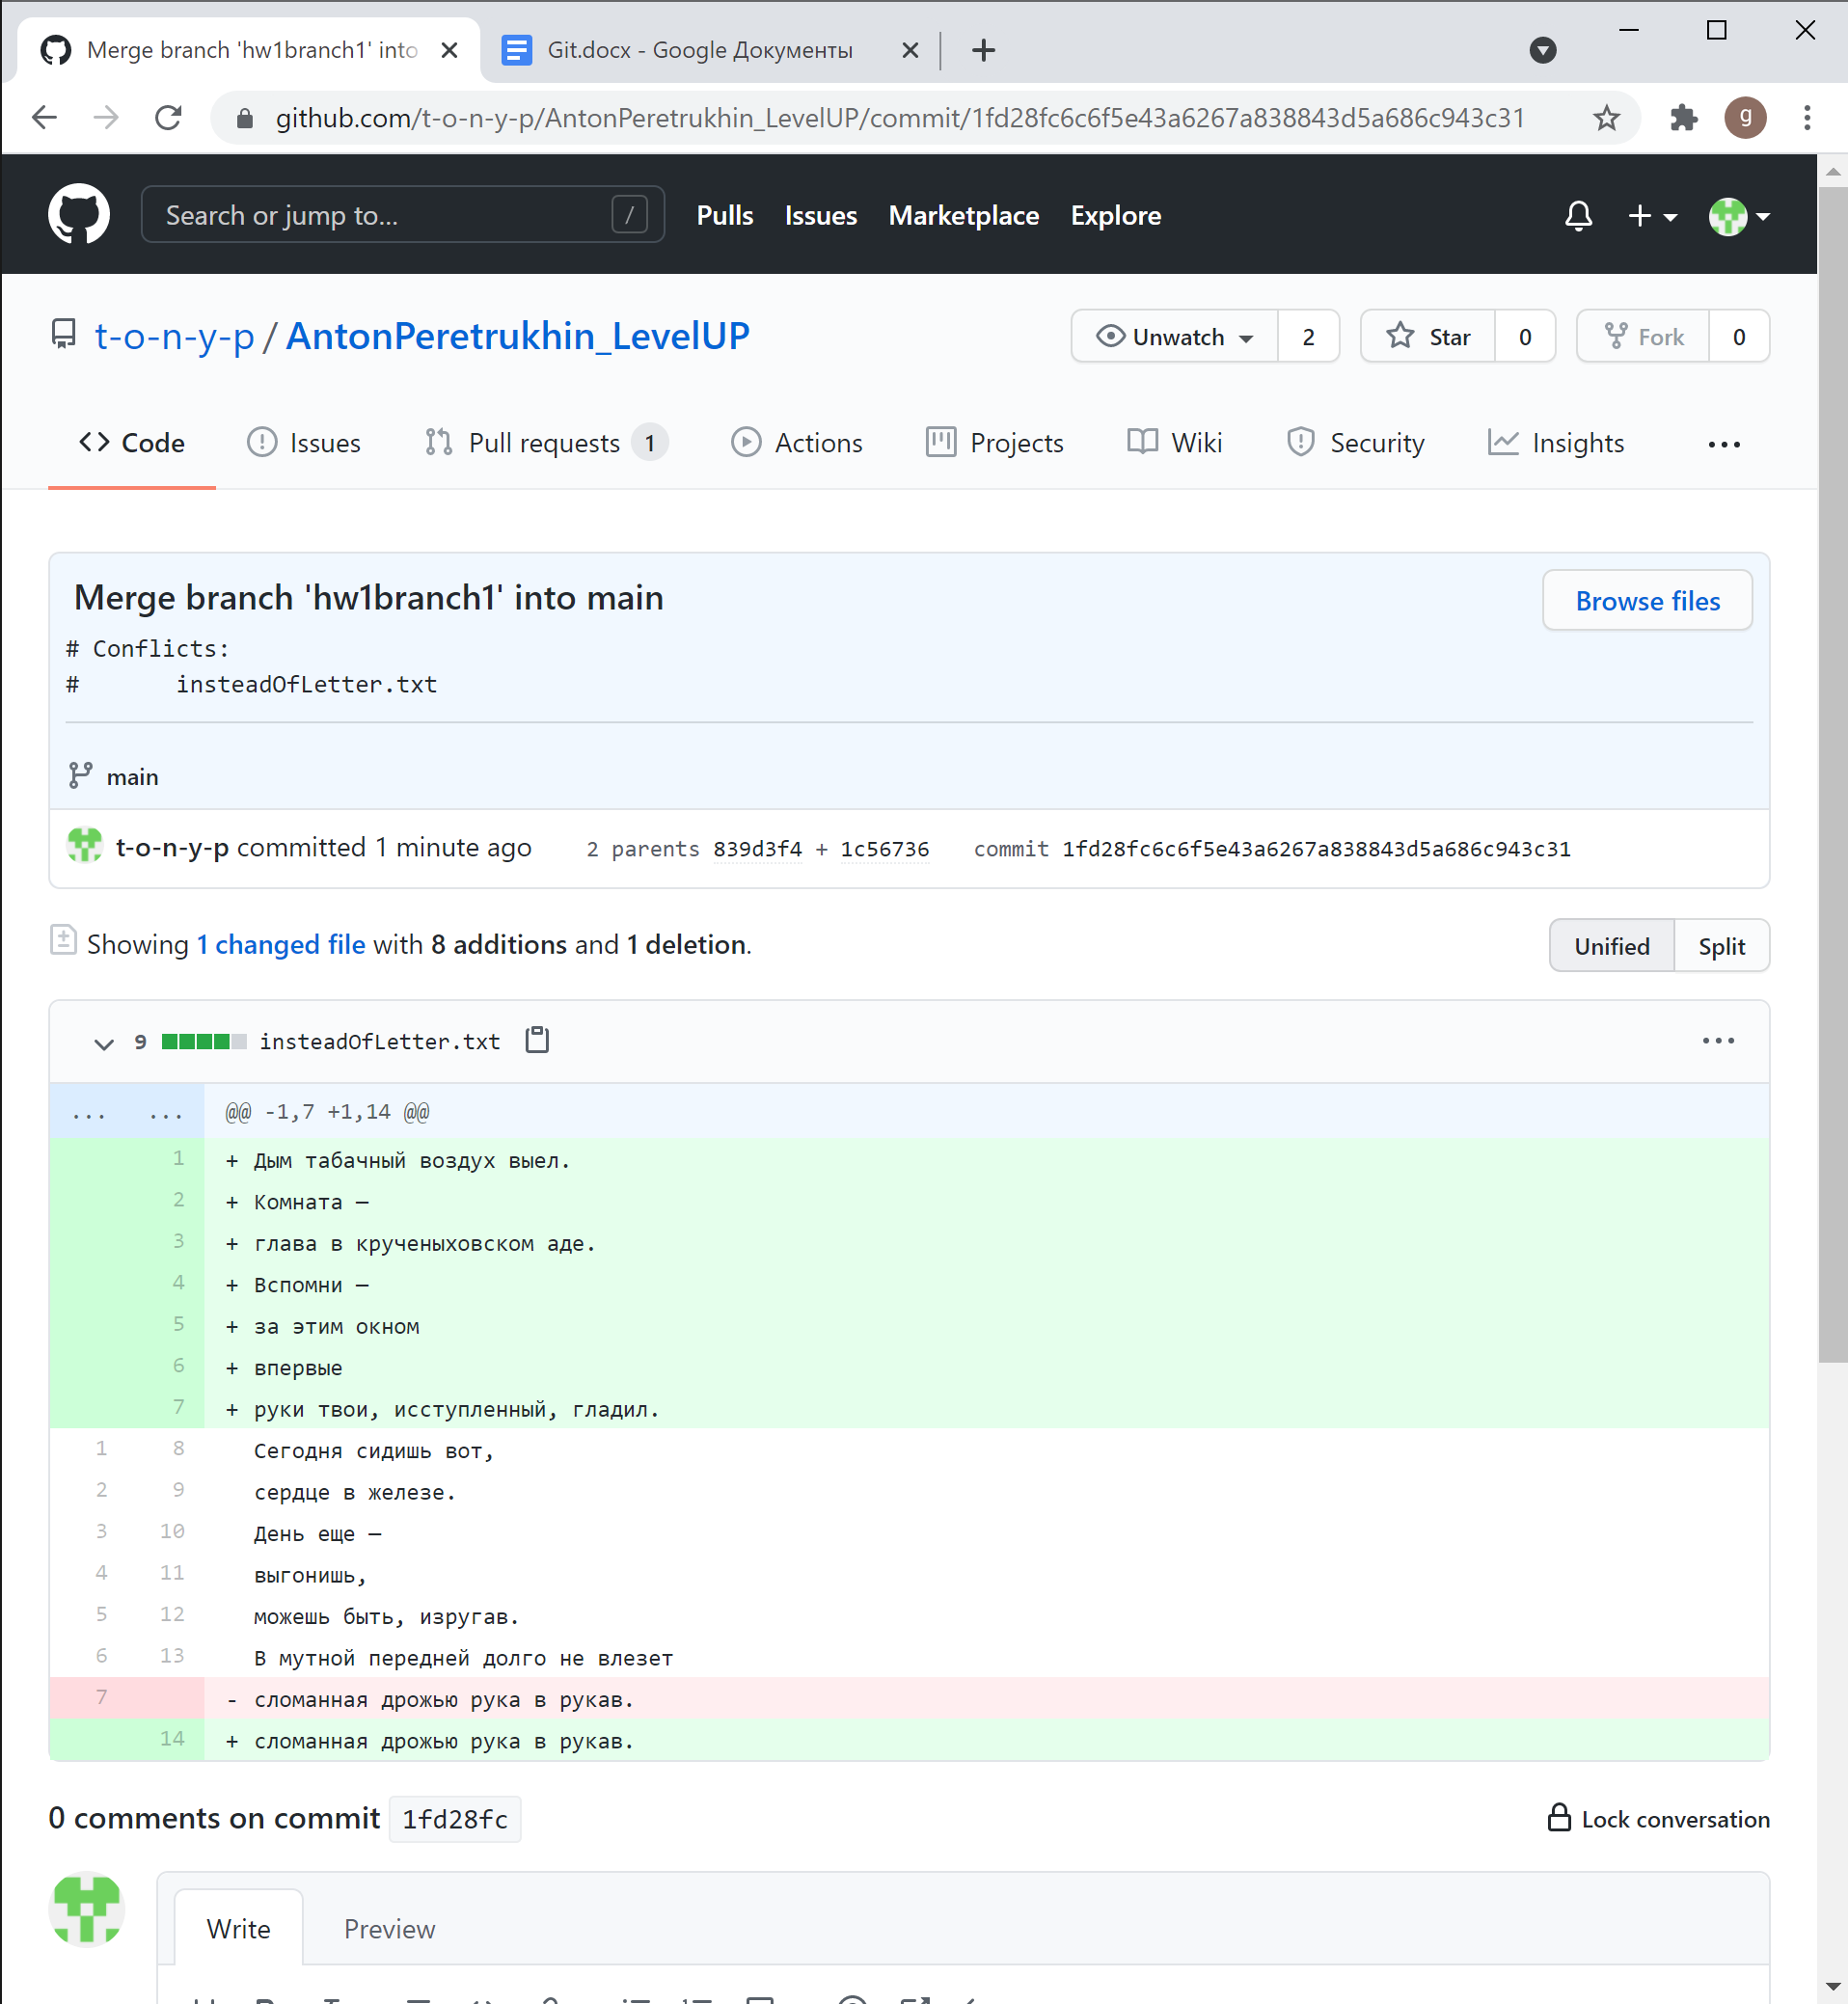 Merge branch 'hw1branch1' into
Git.docx - Google Документы
github.com/t-o-n-y-p/AntonPeretrukhin_LevelUP/commit/1fd28fc6c6f5e43a6267a838843d5a686c943c31
g
Search or jump to...
/
Pulls
Issues
Marketplace
Explore
t-o-n-y-p / AntonPeretrukhin_LevelUP
Unwatch 2
Star 0
Fork 0
Code
Issues
Pull requests 1
Actions
Projects
Wiki
Security
Insights
Merge branch 'hw1branch1' into main
Browse files
# Conflicts:
# insteadOfLetter.txt
main
t-o-n-y-p committed 1 minute ago 2 parents 839d3f4 + 1c56736 commit 1fd28fc6c6f5e43a6267a838843d5a686c943c31
Showing 1 changed file with 8 additions and 1 deletion.
Unified Split
9 insteadOfLetter.txt
... ... @@ -1,7 +1,14 @@
1 + Дым табачный воздух выел.
2 + Комната —
3 + глава в крученыховском аде.
4 + Вспомни —
5 + за этим окном
6 + впервые
7 + руки твои, исступленный, гладил.
1 8 Сегодня сидишь вот,
2 9 сердце в железе.
3 10 День еще —
4 11 выгонишь,
5 12 можешь быть, изругав.
6 13 В мутной передней долго не влезет
7 - сломанная дрожью рука в рукав.
14 + сломанная дрожью рука в рукав.
0 comments on commit 1fd28fc
Lock conversation
Write
Preview